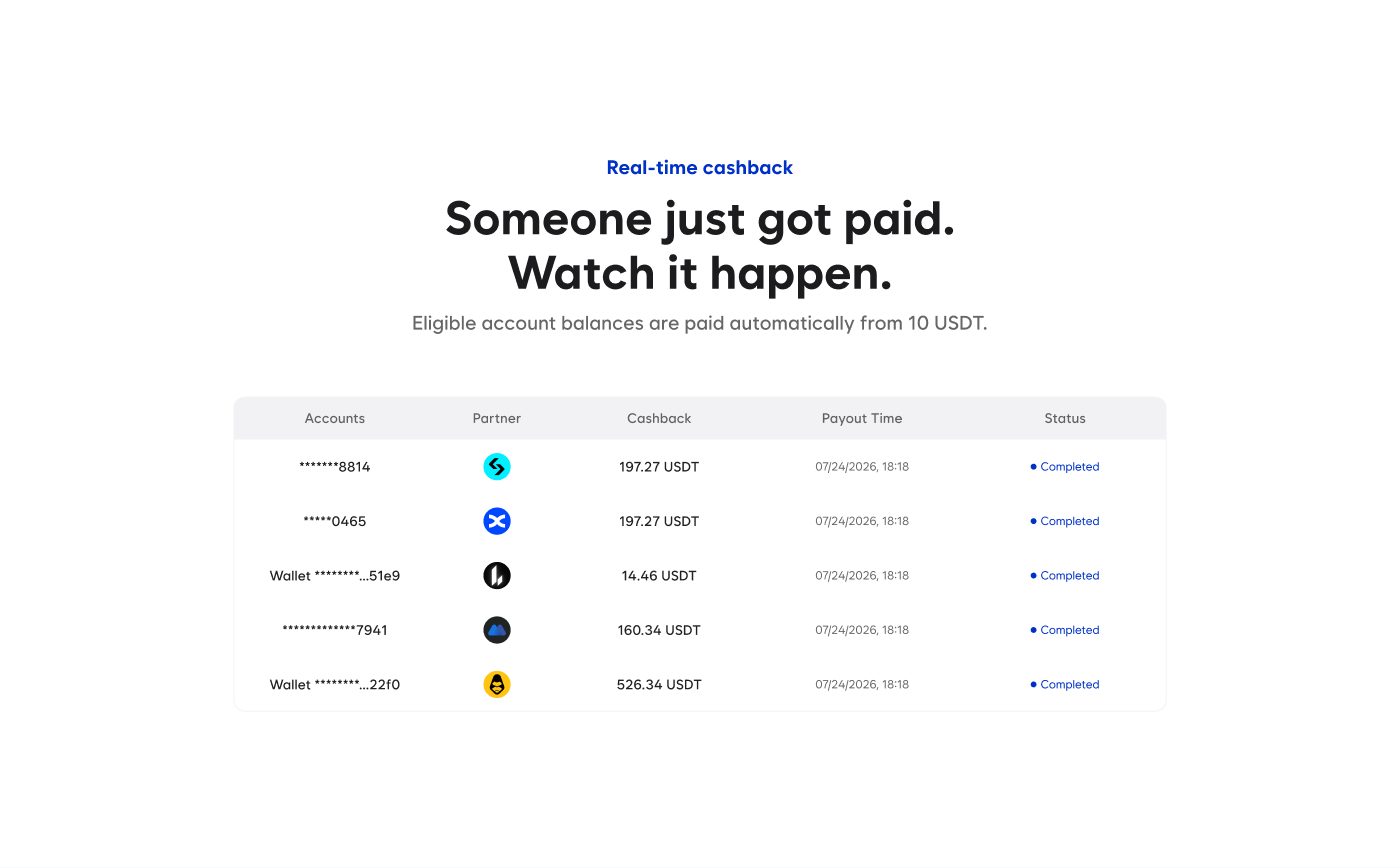 Real-time cashback
Someone just got paid.
Watch it happen.
Eligible account balances are paid automatically from 10 USDT.
Accounts Partner Cashback Payout Time Status
*******8814 197.27 USDT 07/24/2026, 18:18 Completed
*****0465 197.27 USDT 07/24/2026, 18:18 Completed
Wallet ********...51e9 14.46 USDT 07/24/2026, 18:18 Completed
*************7941 160.34 USDT 07/24/2026, 18:18 Completed
Wallet ********...22f0 526.34 USDT 07/24/2026, 18:18 Completed